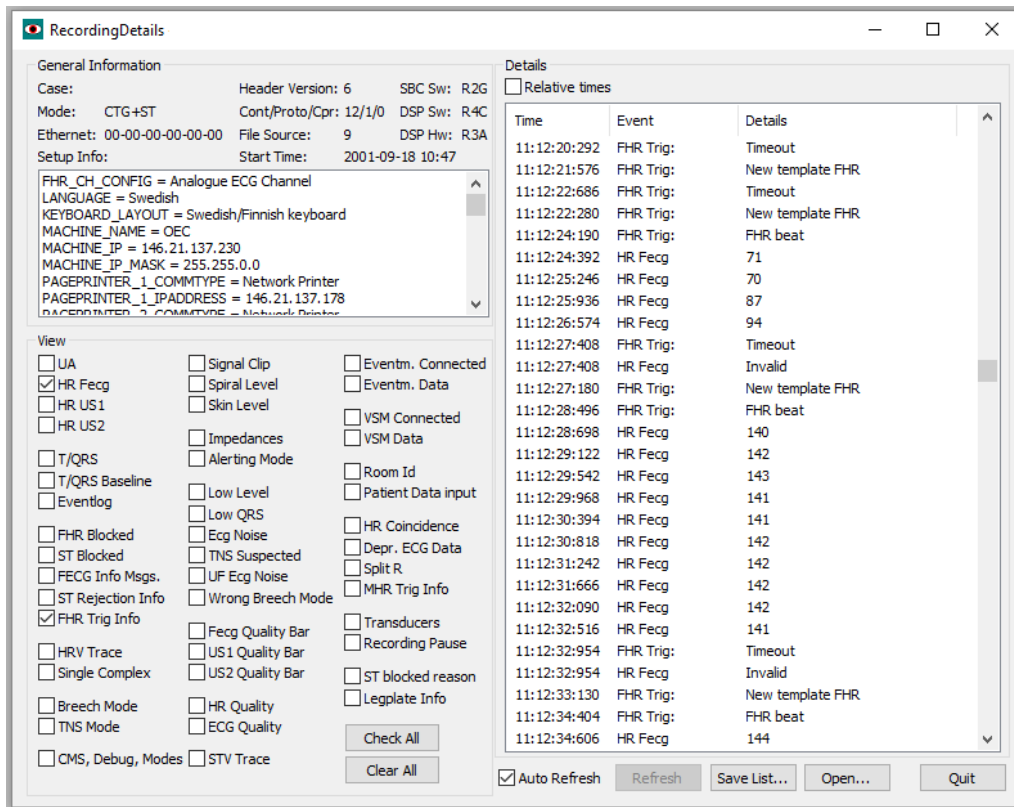 RecordingDetails
General Information
Case:
Header Version: 6
SBC Sw: R2G
Mode: CTG+ST
Cont/Proto/Cpr: 12/1/0
DSP Sw: R4C
Ethernet: 00-00-00-00-00-00
File Source: 9
DSP Hw: R3A
Setup Info:
Start Time: 2001-09-18 10:47
FHR_CH_CONFIG = Analogue ECG Channel
LANGUAGE = Swedish
KEYBOARD_LAYOUT = Swedish/Finnish keyboard
MACHINE_NAME = OEC
MACHINE_IP = 146.21.137.230
MACHINE_IP_MASK = 255.255.0.0
PAGEPRINTER_1_COMMTYPE = Network Printer
PAGEPRINTER_1_IPADDRESS = 146.21.137.178
PAGEPRINTER_2_COMMTYPE = Network Printer
View
UA
HR Fecg
HR US1
HR US2
T/QRS
T/QRS Baseline
Eventlog
FHR Blocked
ST Blocked
FECG Info Msgs.
ST Rejection Info
FHR Trig Info
HRV Trace
Single Complex
Breech Mode
TNS Mode
CMS, Debug, Modes
Signal Clip
Spiral Level
Skin Level
Impedances
Alerting Mode
Low Level
Low QRS
Ecg Noise
TNS Suspected
UF Ecg Noise
Wrong Breech Mode
Fecg Quality Bar
US1 Quality Bar
US2 Quality Bar
HR Quality
ECG Quality
STV Trace
Eventm. Connected
Eventm. Data
VSM Connected
VSM Data
Room Id
Patient Data input
HR Coincidence
Depr. ECG Data
Split R
MHR Trig Info
Transducers
Recording Pause
ST blocked reason
Legplate Info
Check All
Clear All
Details
Relative times
Time Event Details
11:12:20:292 FHR Trig: Timeout
11:12:21:576 FHR Trig: New template FHR
11:12:22:686 FHR Trig: Timeout
11:12:22:280 FHR Trig: New template FHR
11:12:24:190 FHR Trig: FHR beat
11:12:24:392 HR Fecg 71
11:12:25:246 HR Fecg 70
11:12:25:936 HR Fecg 87
11:12:26:574 HR Fecg 94
11:12:27:408 FHR Trig: Timeout
11:12:27:408 HR Fecg Invalid
11:12:27:180 FHR Trig: New template FHR
11:12:28:496 FHR Trig: FHR beat
11:12:28:698 HR Fecg 140
11:12:29:122 HR Fecg 142
11:12:29:542 HR Fecg 143
11:12:29:968 HR Fecg 141
11:12:30:394 HR Fecg 141
11:12:30:818 HR Fecg 142
11:12:31:242 HR Fecg 142
11:12:31:666 HR Fecg 142
11:12:32:090 HR Fecg 142
11:12:32:516 HR Fecg 141
11:12:32:954 FHR Trig: Timeout
11:12:32:954 HR Fecg Invalid
11:12:33:130 FHR Trig: New template FHR
11:12:34:404 FHR Trig: FHR beat
11:12:34:606 HR Fecg 144
Auto Refresh
Refresh
Save List...
Open...
Quit